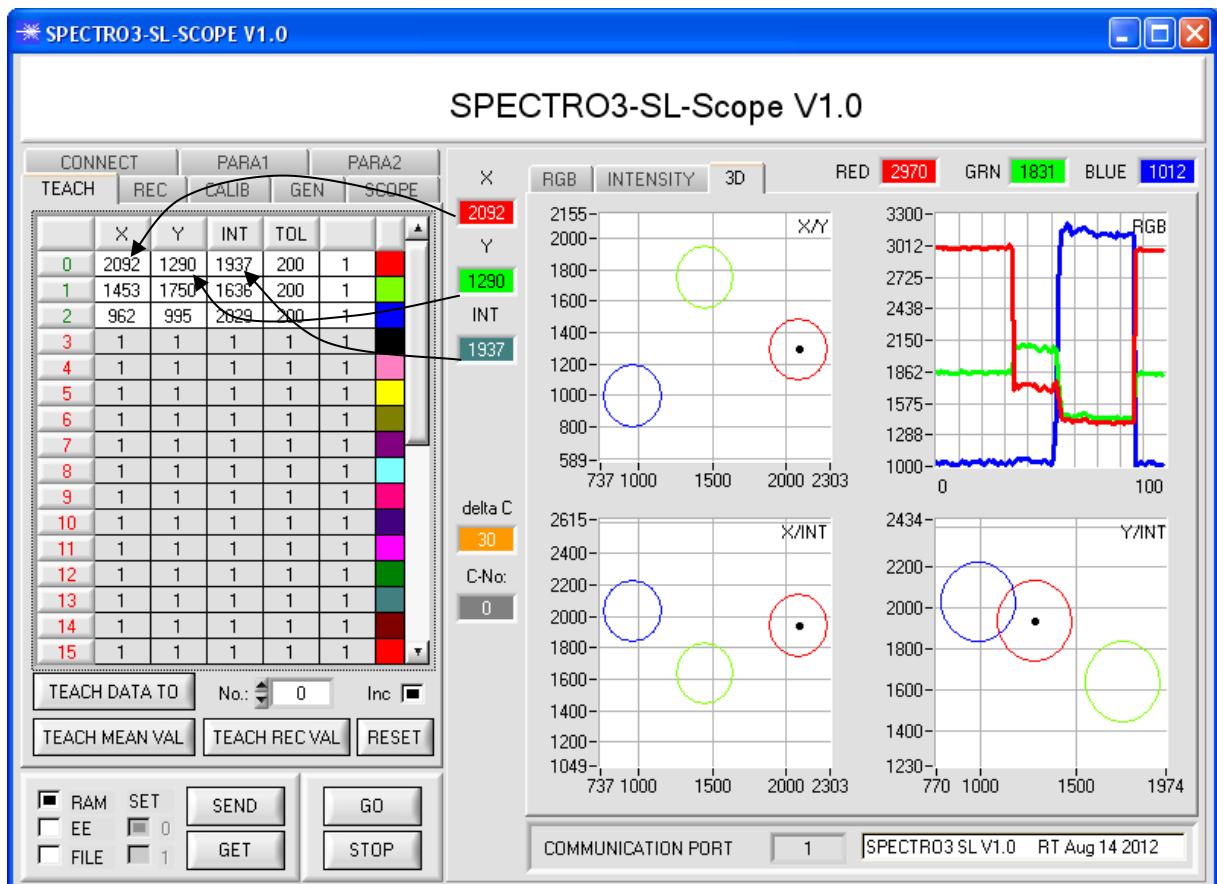 SPECTRO3-SL-SCOPE V1.0
SPECTRO3-SL-Scope V1.0
CONNECT PARA1 PARA2
TEACH REC CALIB GEN SCOPE
X Y INT TOL
0 2092 1290 1937 200 1
1 1453 1750 1636 200 1
2 962 995 2029 200 1
3 1 1 1 1 1
4 1 1 1 1 1
5 1 1 1 1 1
6 1 1 1 1 1
7 1 1 1 1 1
8 1 1 1 1 1
9 1 1 1 1 1
10 1 1 1 1 1
11 1 1 1 1 1
12 1 1 1 1 1
13 1 1 1 1 1
14 1 1 1 1 1
15 1 1 1 1 1
TEACH DATA TO No.: 0 Inc
TEACH MEAN VAL TEACH REC VAL RESET
RAM SET SEND GO
EE 0
FILE 1 GET STOP
X
2092
Y
1290
INT
1937
delta C
30
C-No:
0
RGB INTENSITY 3D
RED 2970 GRN 1831 BLUE 1012
X/Y
2155
2000
1800
1600
1400
1200
1000
800
589
737 1000 1500 2000 2303
RGB
3300
3012
2725
2438
2150
1862
1575
1288
1000
0 100
X/INT
2615
2400
2200
2000
1800
1600
1400
1200
1049
737 1000 1500 2000 2303
Y/INT
2434
2200
2000
1800
1600
1400
1230
770 1000 1500 1974
COMMUNICATION PORT 1 SPECTRO3 SL V1.0 RT Aug 14 2012